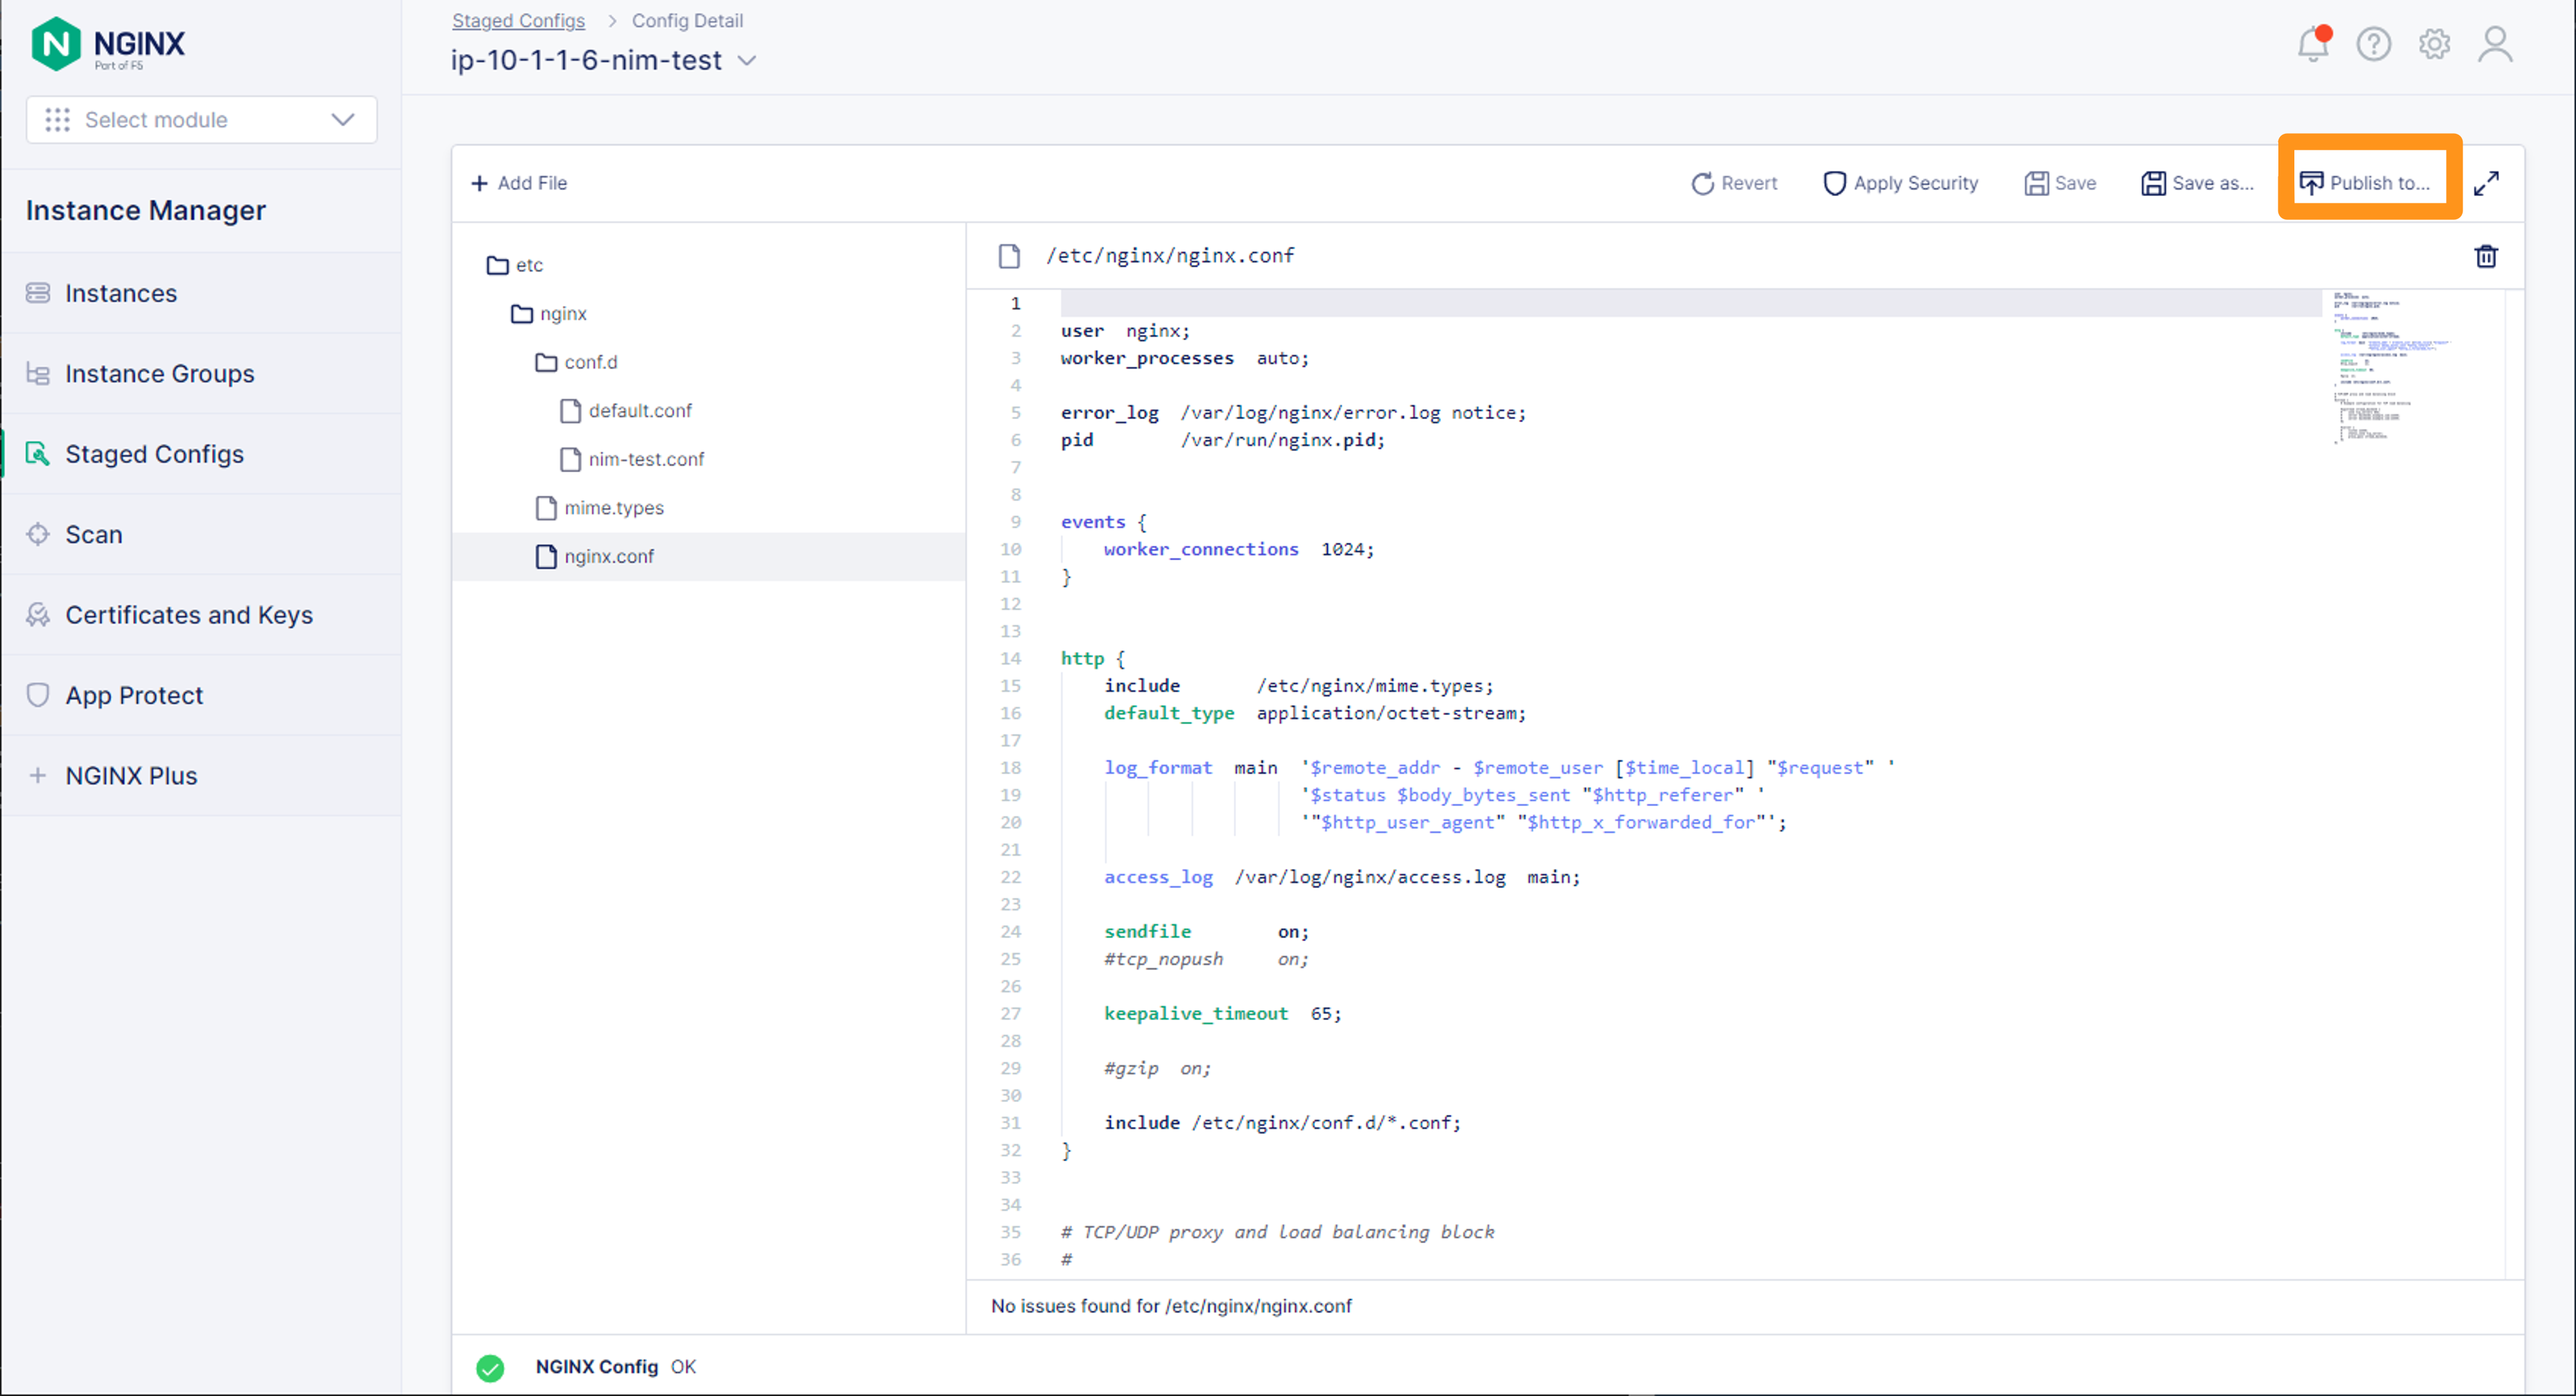 NGINX
Part of F5
Select module
Instance Manager
Instances
Instance Groups
Staged Configs
Scan
Certificates and Keys
App Protect
NGINX Plus
Staged Configs > Config Detail
ip-10-1-1-6-nim-test
+ Add File
Revert
Apply Security
Save
Save as...
Publish to...
etc
nginx
conf.d
default.conf
nim-test.conf
mime.types
nginx.conf
/etc/nginx/nginx.conf
1
2 user  nginx;
3 worker_processes  auto;
4
5 error_log  /var/log/nginx/error.log notice;
6 pid        /var/run/nginx.pid;
7
8
9 events {
10     worker_connections  1024;
11 }
12
13
14 http {
15     include       /etc/nginx/mime.types;
16     default_type  application/octet-stream;
17
18     log_format  main  '$remote_addr - $remote_user [$time_local] "$request" '
19                       '$status $body_bytes_sent "$http_referer" '
20                       '"$http_user_agent" "$http_x_forwarded_for"';
21
22     access_log  /var/log/nginx/access.log  main;
23
24     sendfile        on;
25     #tcp_nopush     on;
26
27     keepalive_timeout  65;
28
29     #gzip  on;
30
31     include /etc/nginx/conf.d/*.conf;
32 }
33
34
35 # TCP/UDP proxy and load balancing block
36 #
No issues found for /etc/nginx/nginx.conf
NGINX Config OK